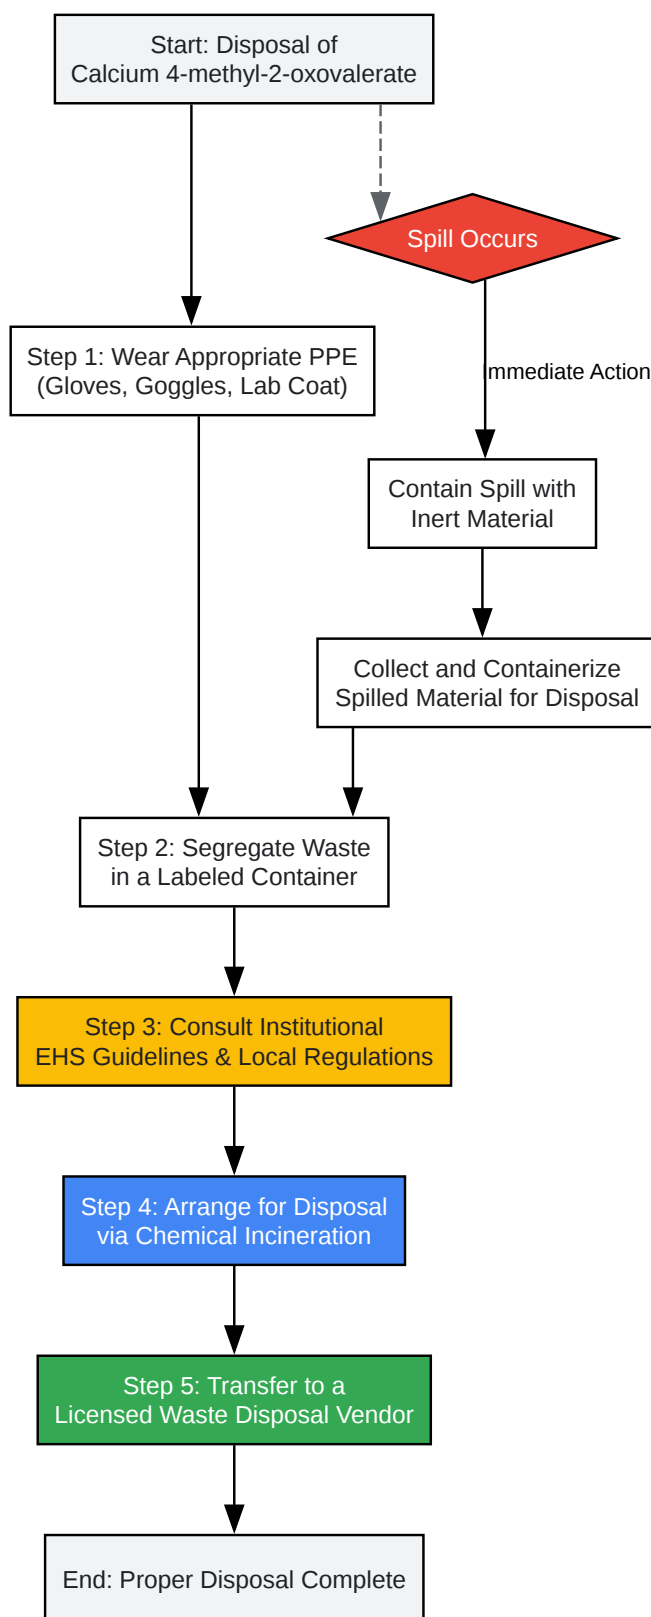 Start: Disposal of
Calcium 4-methyl-2-oxovalerate
Spill Occurs
Step 1: Wear Appropriate PPE
(Gloves, Goggles, Lab Coat)
Immediate Action
Contain Spill with
Inert Material
Collect and Containerize
Spilled Material for Disposal
Step 2: Segregate Waste
in a Labeled Container
Step 3: Consult Institutional
EHS Guidelines & Local Regulations
Step 4: Arrange for Disposal
via Chemical Incineration
Step 5: Transfer to a
Licensed Waste Disposal Vendor
End: Proper Disposal Complete